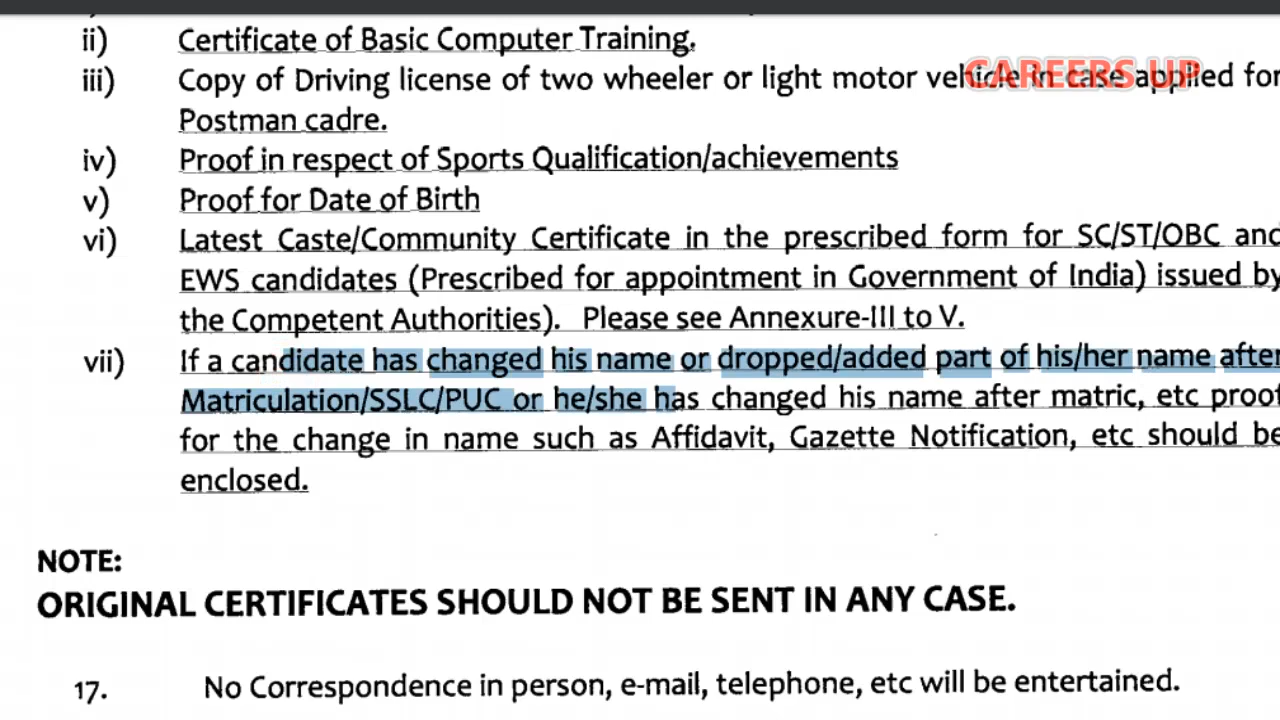 ii) Certificate of Basic Computer Training.
CAREERS UP
iii) Copy of Driving license of two wheeler or light motor vehicle in case applied for
Postman cadre.
iv) Proof in respect of Sports Qualification/achievements
v) Proof for Date of Birth
vi) Latest Caste/Community Certificate in the prescribed form for SC/ST/OBC and
EWS candidates (Prescribed for appointment in Government of India) issued by
the Competent Authorities). Please see Annexure-III to V.
vii) If a candidate has changed his name or dropped/added part of his/her name after
Matriculation/SSLC/PUC or he/she has changed his name after matric, etc proof
for the change in name such as Affidavit, Gazette Notification, etc should be
enclosed.
NOTE:
ORIGINAL CERTIFICATES SHOULD NOT BE SENT IN ANY CASE.
17. No Correspondence in person, e-mail, telephone, etc will be entertained.